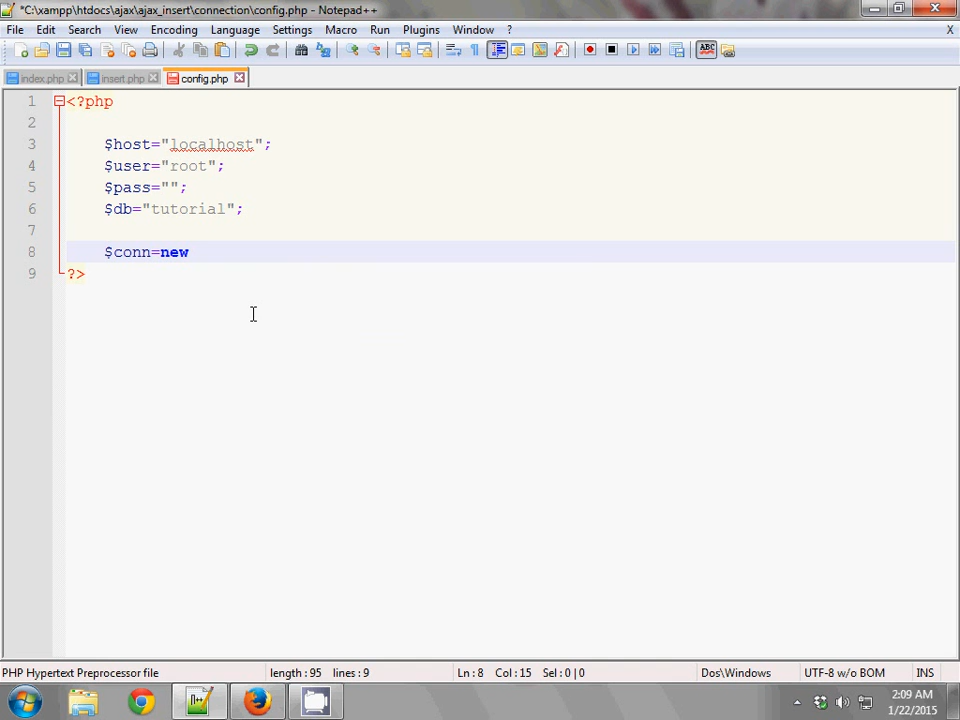 *C:\xampp\htdocs\ajax\ajax_insert\connection\config.php - Notepad++
File Edit Search View Encoding Language Settings Macro Run Plugins Window ? X
index.php insert.php config.php
1 <?php
2
3 $host="localhost";
4 $user="root";
5 $pass="";
6 $db="tutorial";
7
8 $conn=new
9 ?>
PHP Hypertext Preprocessor file length : 95 lines : 9 Ln : 8 Col : 15 Sel : 0 | 0 Dos\Windows UTF-8 w/o BOM INS
2:09 AM
1/22/2015